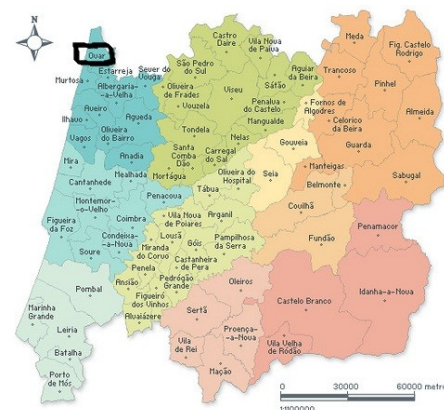 N
Ovar
Murtosa
Estarreja
Sever do
Vouga
Albergaria-
a-Velha
Aveiro
Ílhavo
Águeda
Vagos
Oliveira
do Bairro
Anadia
Mira
Mealhada
Cantanhede
Montemor-
o-Velho
Coimbra
Penacova
Figueira
da Foz
Condeixa-
a-Nova
Soure
Pombal
Marinha
Grande
Leiria
Batalha
Porto
de Mós
Castro
Daire
Vila Nova
de Paiva
São Pedro
do Sul
Aguiar
da Beira
Oliveira
de Frades
Viseu
Sátão
Vouzela
Penalva do
Castelo
Mangualde
Tondela
Nelas
Santa
Comba
Dão
Carregal
do Sal
Mortágua
Meda
Fig. Castelo
Rodrigo
Trancoso
Pinhel
Fornos de
Algodres
Almeida
Celorico
da Beira
Gouveia
Guarda
Manteigas
Seia
Belmonte
Sabugal
Oliveira do
Hospital
Tábua
Covilhã
Penamacor
Vila Nova
de Poiares
Arganil
Lousã
Góis
Pampilhosa
da Serra
Fundão
Miranda
do Corvo
Castanheira
de Pera
Penela
Pedrógão
Grande
Ansião
Figueiró
dos Vinhos
Alvaiázere
Oleiros
Idanha-a-Nova
Castelo Branco
Sertã
Proença-
a-Nova
Vila
de Rei
Vila Velha
de Ródão
Mação
0 30000 60000 metros
1:1100000